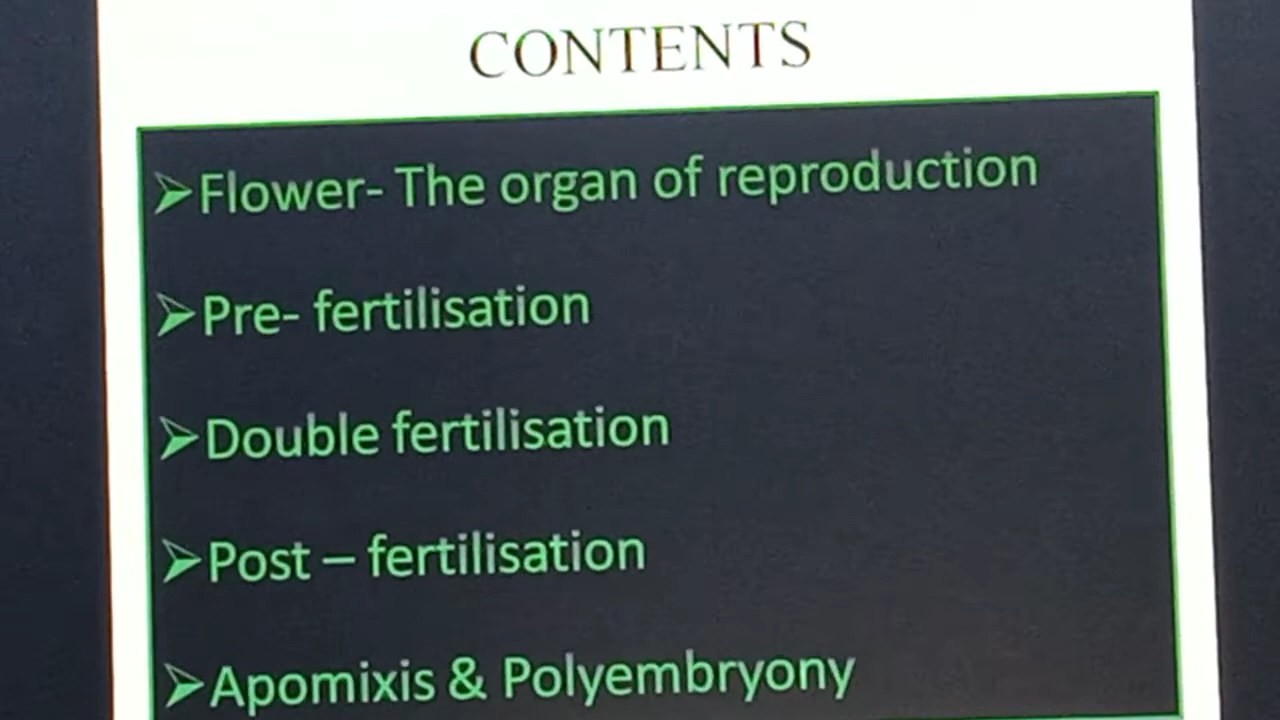 CONTENTS
➢Flower- The organ of reproduction
➢Pre- fertilisation
➢Double fertilisation
➢Post – fertilisation
➢Apomixis & Polyembryony